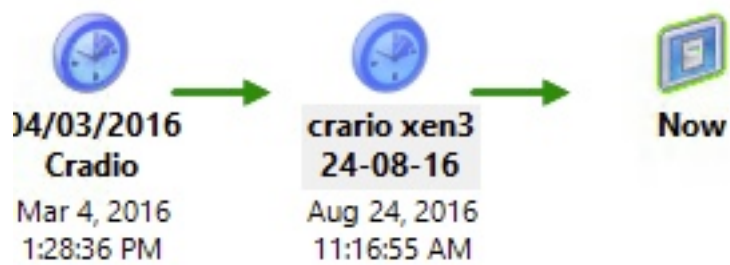 04/03/2016
Cradio
Mar 4, 2016
1:28:36 PM
crario xen3
24-08-16
Aug 24, 2016
11:16:55 AM
Now